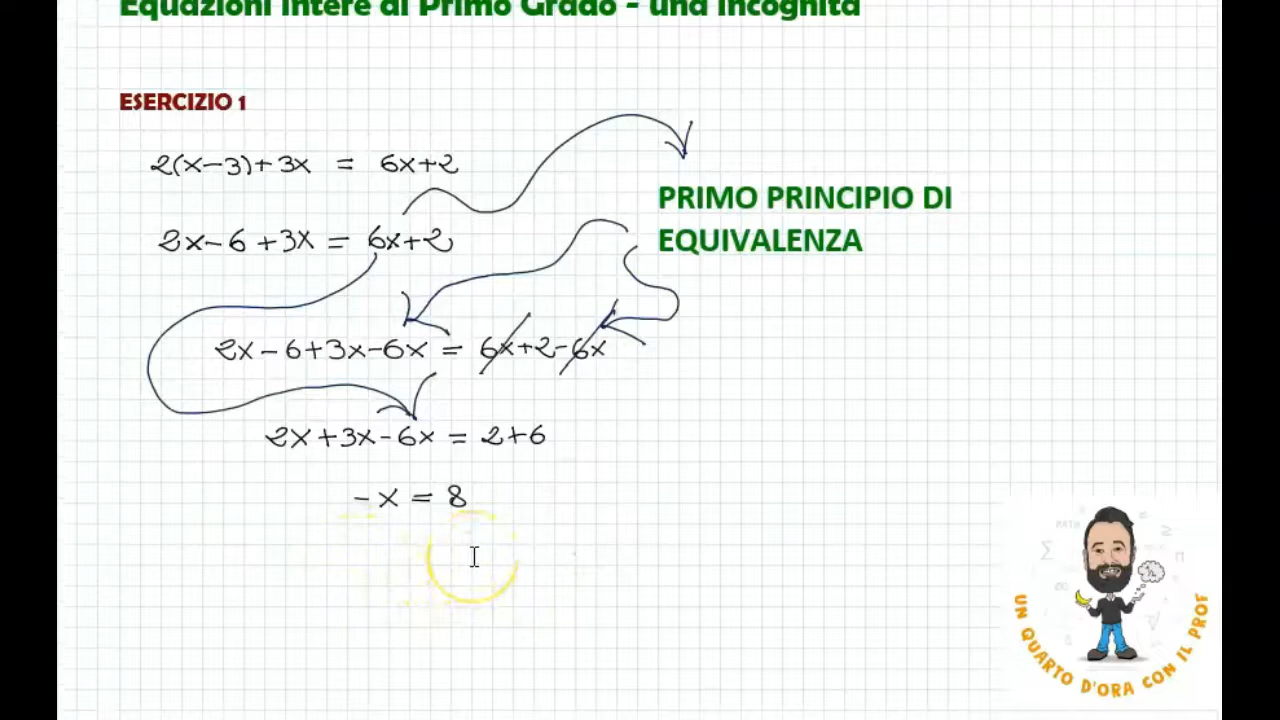 Equazioni Intere di Primo Grado - una incognita
ESERCIZIO 1
2(x-3)+3x = 6x+2
PRIMO PRINCIPIO DI
EQUIVALENZA
2x-6+3x = 6x+2
2x-6+3x-6x = 6x+2-6x
2x+3x-6x = 2+6
-x = 8
UN QUARTO D'ORA CON IL PROF